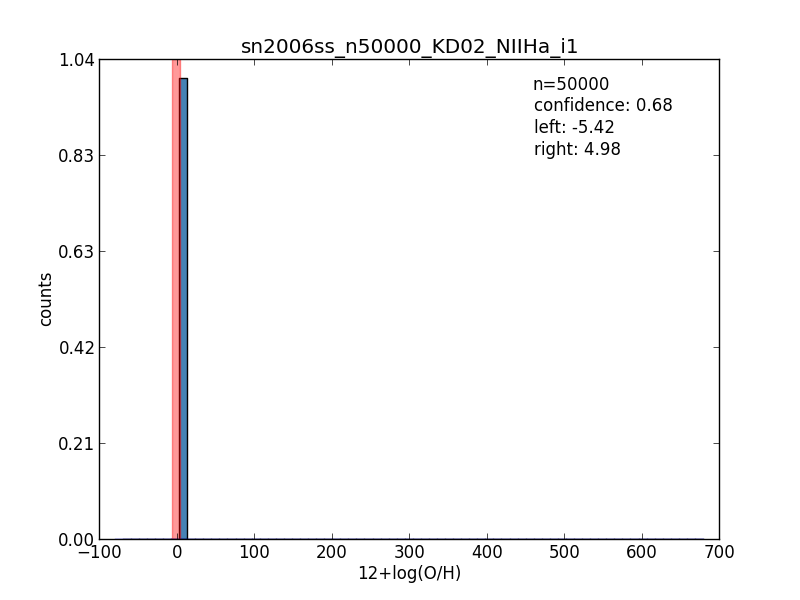 sn2006ss_n50000_KD02_NIIHa_i1
1.04
0.83
0.63
0.42
0.21
0.00
counts
n=50000
confidence: 0.68
left: -5.42
right: 4.98
−100 0 100 200 300 400 500 600 700
12+log(O/H)